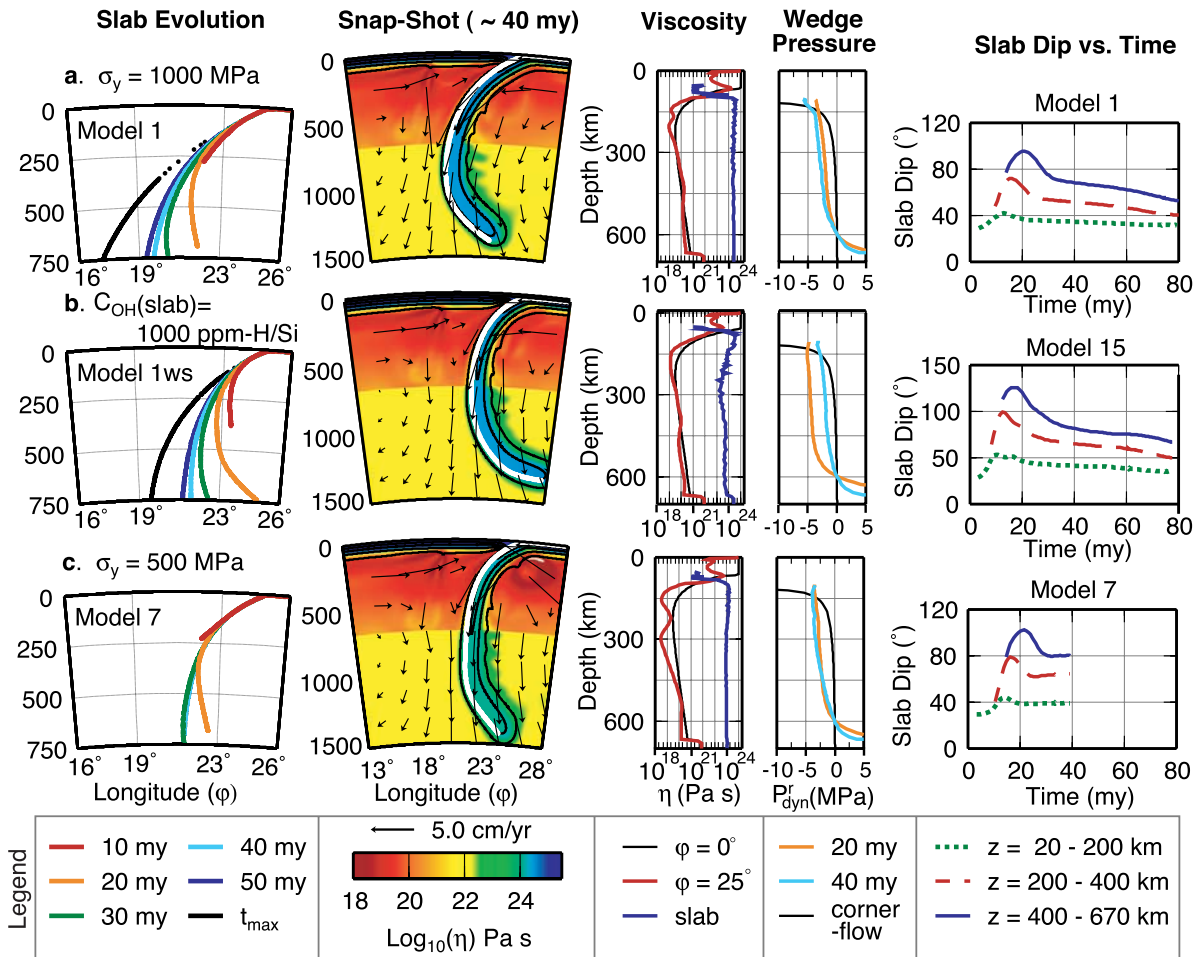 Slab Evolution
Snap-Shot ( ~ 40 my)
Viscosity
Wedge Pressure
Slab Dip vs. Time
a. σy = 1000 MPa
Model 1
0
250
500
750
16° 19° 23° 26°
0
500
1000
1500
Depth (km)
0
300
600
10^18 10^21 10^24
-10 -5 0 5
Model 1
Slab Dip (°)
120
80
40
0
0 20 40 60 80
Time (my)
b. COH(slab)=
1000 ppm-H/Si
Model 1ws
0
250
500
750
16° 19° 23° 26°
0
500
1000
1500
Depth (km)
0
300
600
10^18 10^21 10^24
-10 -5 0 5
Model 15
Slab Dip (°)
150
100
50
0
0 20 40 60 80
Time (my)
c. σy = 500 MPa
Model 7
0
250
500
750
16° 19° 23° 26°
Longitude (φ)
0
500
1000
1500
13° 18° 24° 28°
Longitude (φ)
Depth (km)
0
300
600
10^18 10^21 10^24
η (Pa s)
-10 -5 0 5
P^r_dyn(MPa)
Model 7
Slab Dip (°)
120
80
40
0
0 20 40 60 80
Time (my)
Legend
10 my
20 my
30 my
40 my
50 my
tmax
5.0 cm/yr
18 20 22 24
Log10(η) Pa s
φ = 0°
φ = 25°
slab
20 my
40 my
corner
-flow
z = 20 - 200 km
z = 200 - 400 km
z = 400 - 670 km